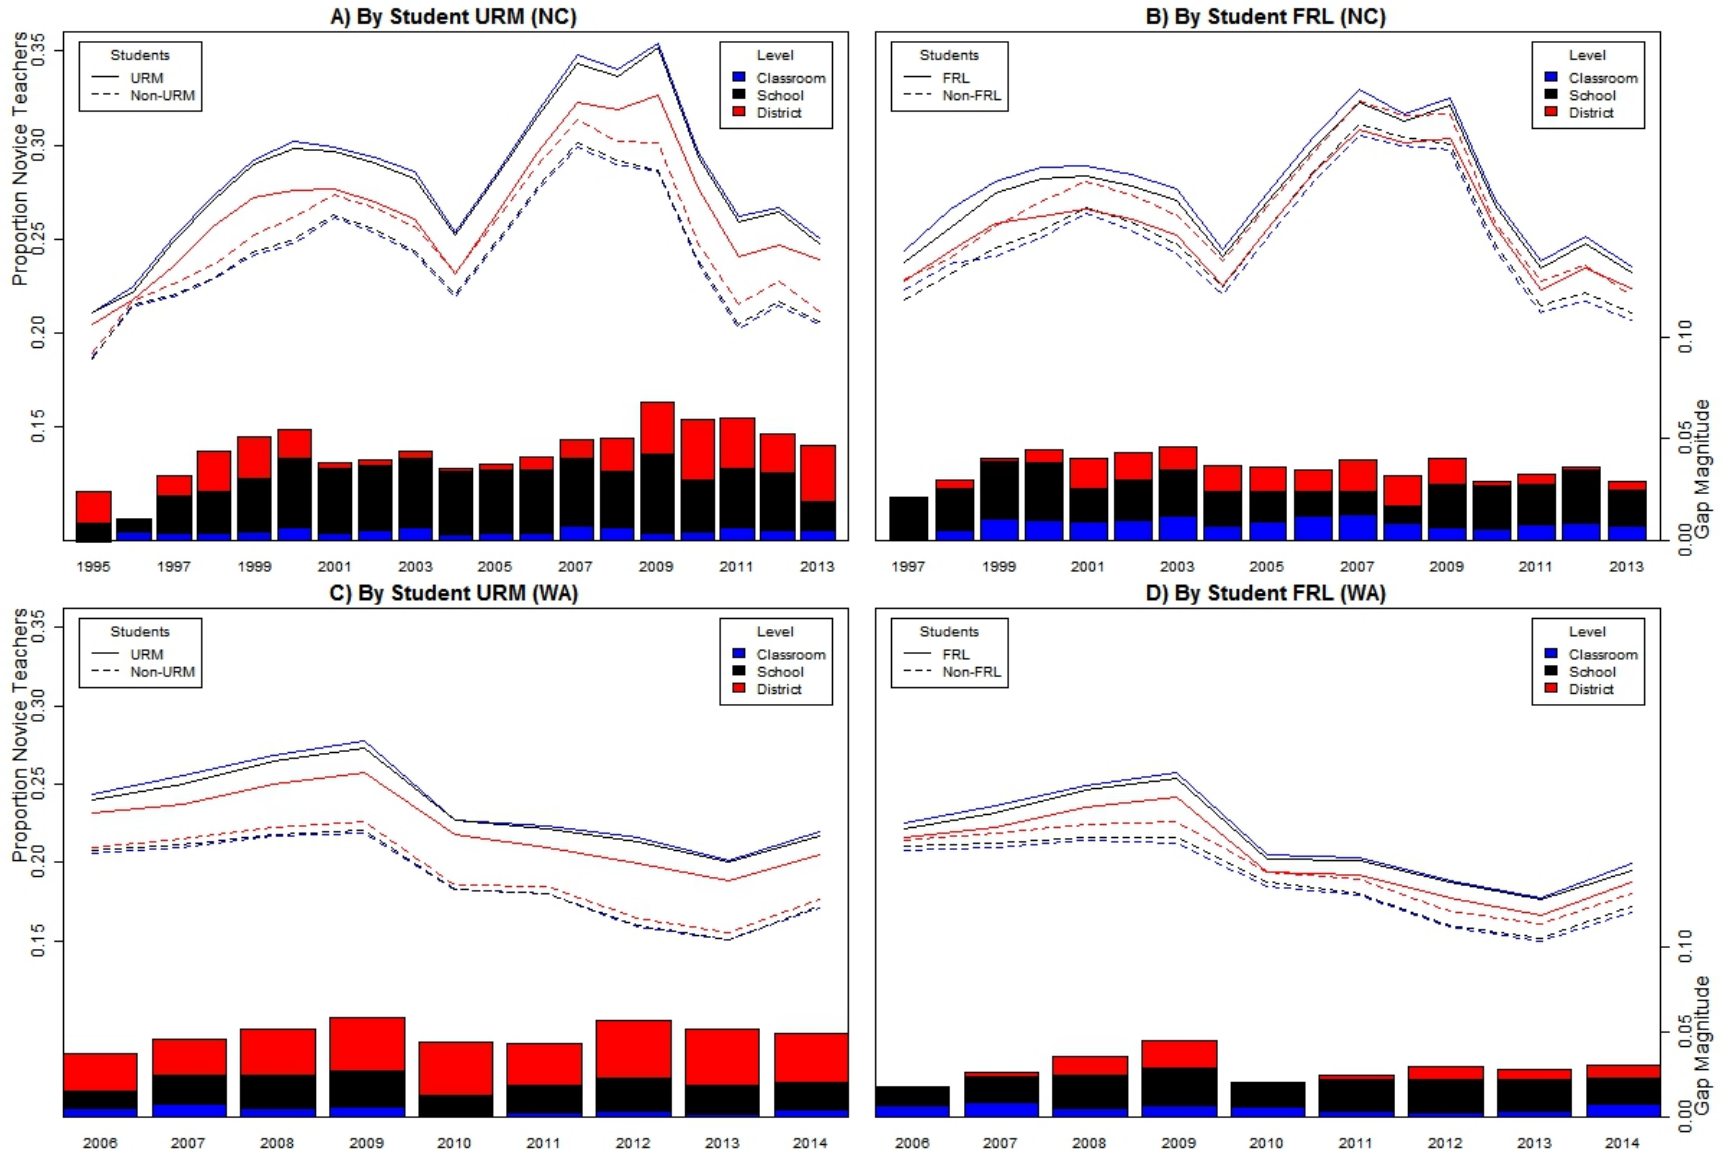 A) By Student URM (NC)
Proportion Novice Teachers
0.35
0.30
0.25
0.20
0.15
Students
URM
Non-URM
Level
Classroom
School
District
1995 1997 1999 2001 2003 2005 2007 2009 2011 2013
B) By Student FRL (NC)
Students
FRL
Non-FRL
Level
Classroom
School
District
0.10
0.05
0.00
Gap Magnitude
1997 1999 2001 2003 2005 2007 2009 2011 2013
C) By Student URM (WA)
Proportion Novice Teachers
0.35
0.30
0.25
0.20
0.15
Students
URM
Non-URM
Level
Classroom
School
District
2006 2007 2008 2009 2010 2011 2012 2013 2014
D) By Student FRL (WA)
Students
FRL
Non-FRL
Level
Classroom
School
District
0.10
0.05
0.00
Gap Magnitude
2006 2007 2008 2009 2010 2011 2012 2013 2014